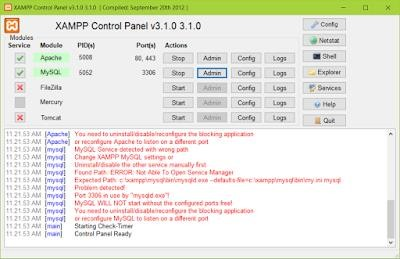 XAMPP Control Panel v3.1.0 3.1.0 [ Compiled: September 20th 2012 ]
XAMPP Control Panel v3.1.0 3.1.0
Config
Modules
Service Module PID(s) Port(s) Actions
Netstat
Apache 5008 80, 443 Stop Admin Config Logs
Shell
MySQL 5052 3306 Stop Admin Config Logs
Explorer
FileZilla Start Admin Config Logs
Services
Mercury Start Admin Config Logs
Help
Tomcat Start Admin Config Logs
Quit
11:21:53 AM [Apache] You need to uninstall/disable/reconfigure the blocking application
11:21:53 AM [Apache] or reconfigure Apache to listen on a different port
11:21:53 AM [mysql] MySQL Service detected with wrong path
11:21:53 AM [mysql] Change XAMPP MySQL settings or
11:21:53 AM [mysql] Uninstall/disable the other service manually first
11:21:53 AM [mysql] Found Path: ERROR: Not Able To Open Service Manager
11:21:53 AM [mysql] Expected Path: c:\xampp\mysql\bin\mysqld.exe --defaults-file=c:\xampp\mysql\bin\my.ini mysql
11:21:53 AM [mysql] Problem detected!
11:21:53 AM [mysql] Port 3306 in use by "mysqld.exe"!
11:21:53 AM [mysql] MySQL WILL NOT start without the configured ports free!
11:21:53 AM [mysql] You need to uninstall/disable/reconfigure the blocking application
11:21:53 AM [mysql] or reconfigure MySQL to listen on a different port
11:21:53 AM [main] Starting Check-Timer
11:21:53 AM [main] Control Panel Ready